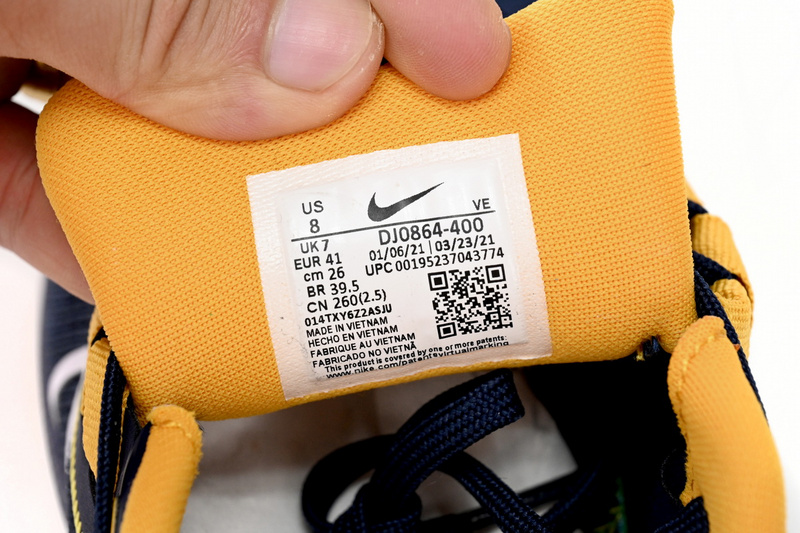 US VE
8 DJ0864-400
UK 7 01/06/21 | 03/23/21
EUR 41 UPC 00195237043774
cm 26
BR 39.5
CN 260(2.5)
014TXY6Z2ASJU
MADE IN VIETNAM
HECHO EN VIETNAM
FABRIQUE AU VIETNAM
FABRICADO NO VIETNÃ
This product is covered by one or more patents:
www.nike.com/patentsvirtualmarking